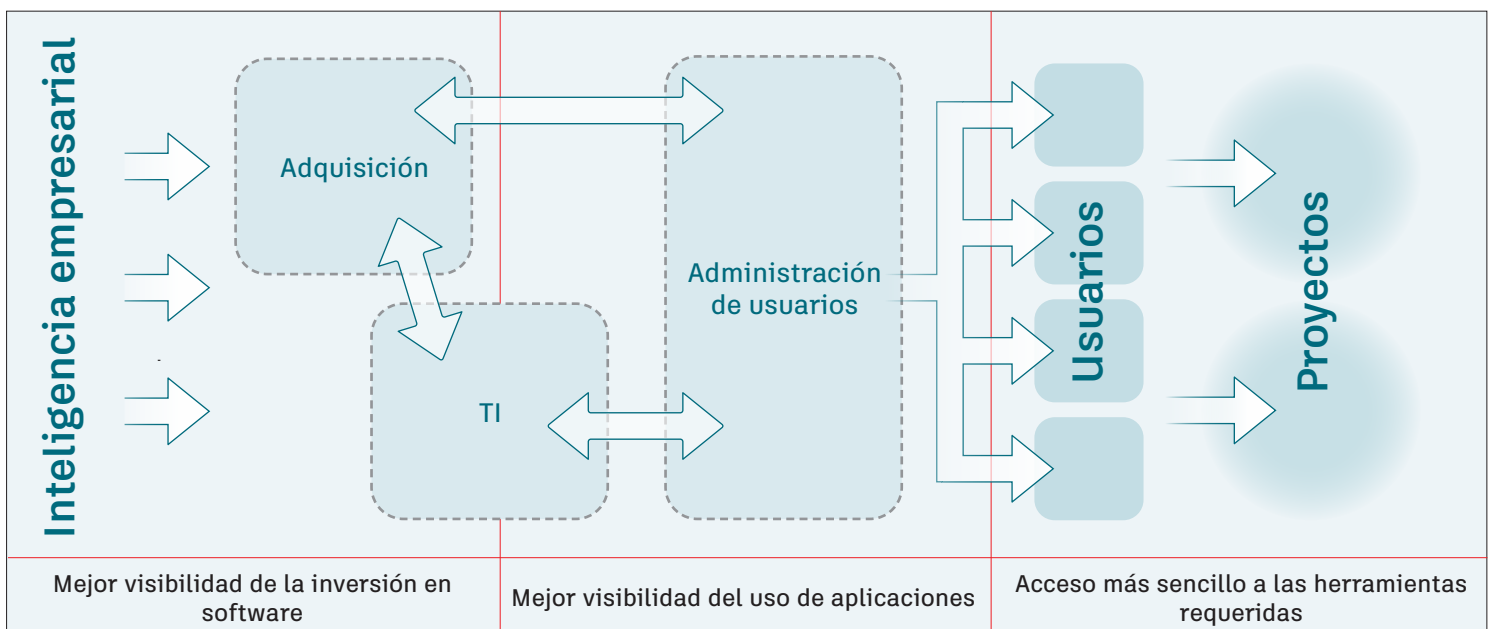 Inteligencia empresarial
Adquisición
TI
Administración
de usuarios
Usuarios
Proyectos
Mejor visibilidad de la inversión en
software
Mejor visibilidad del uso de aplicaciones
Acceso más sencillo a las herramientas
requeridas